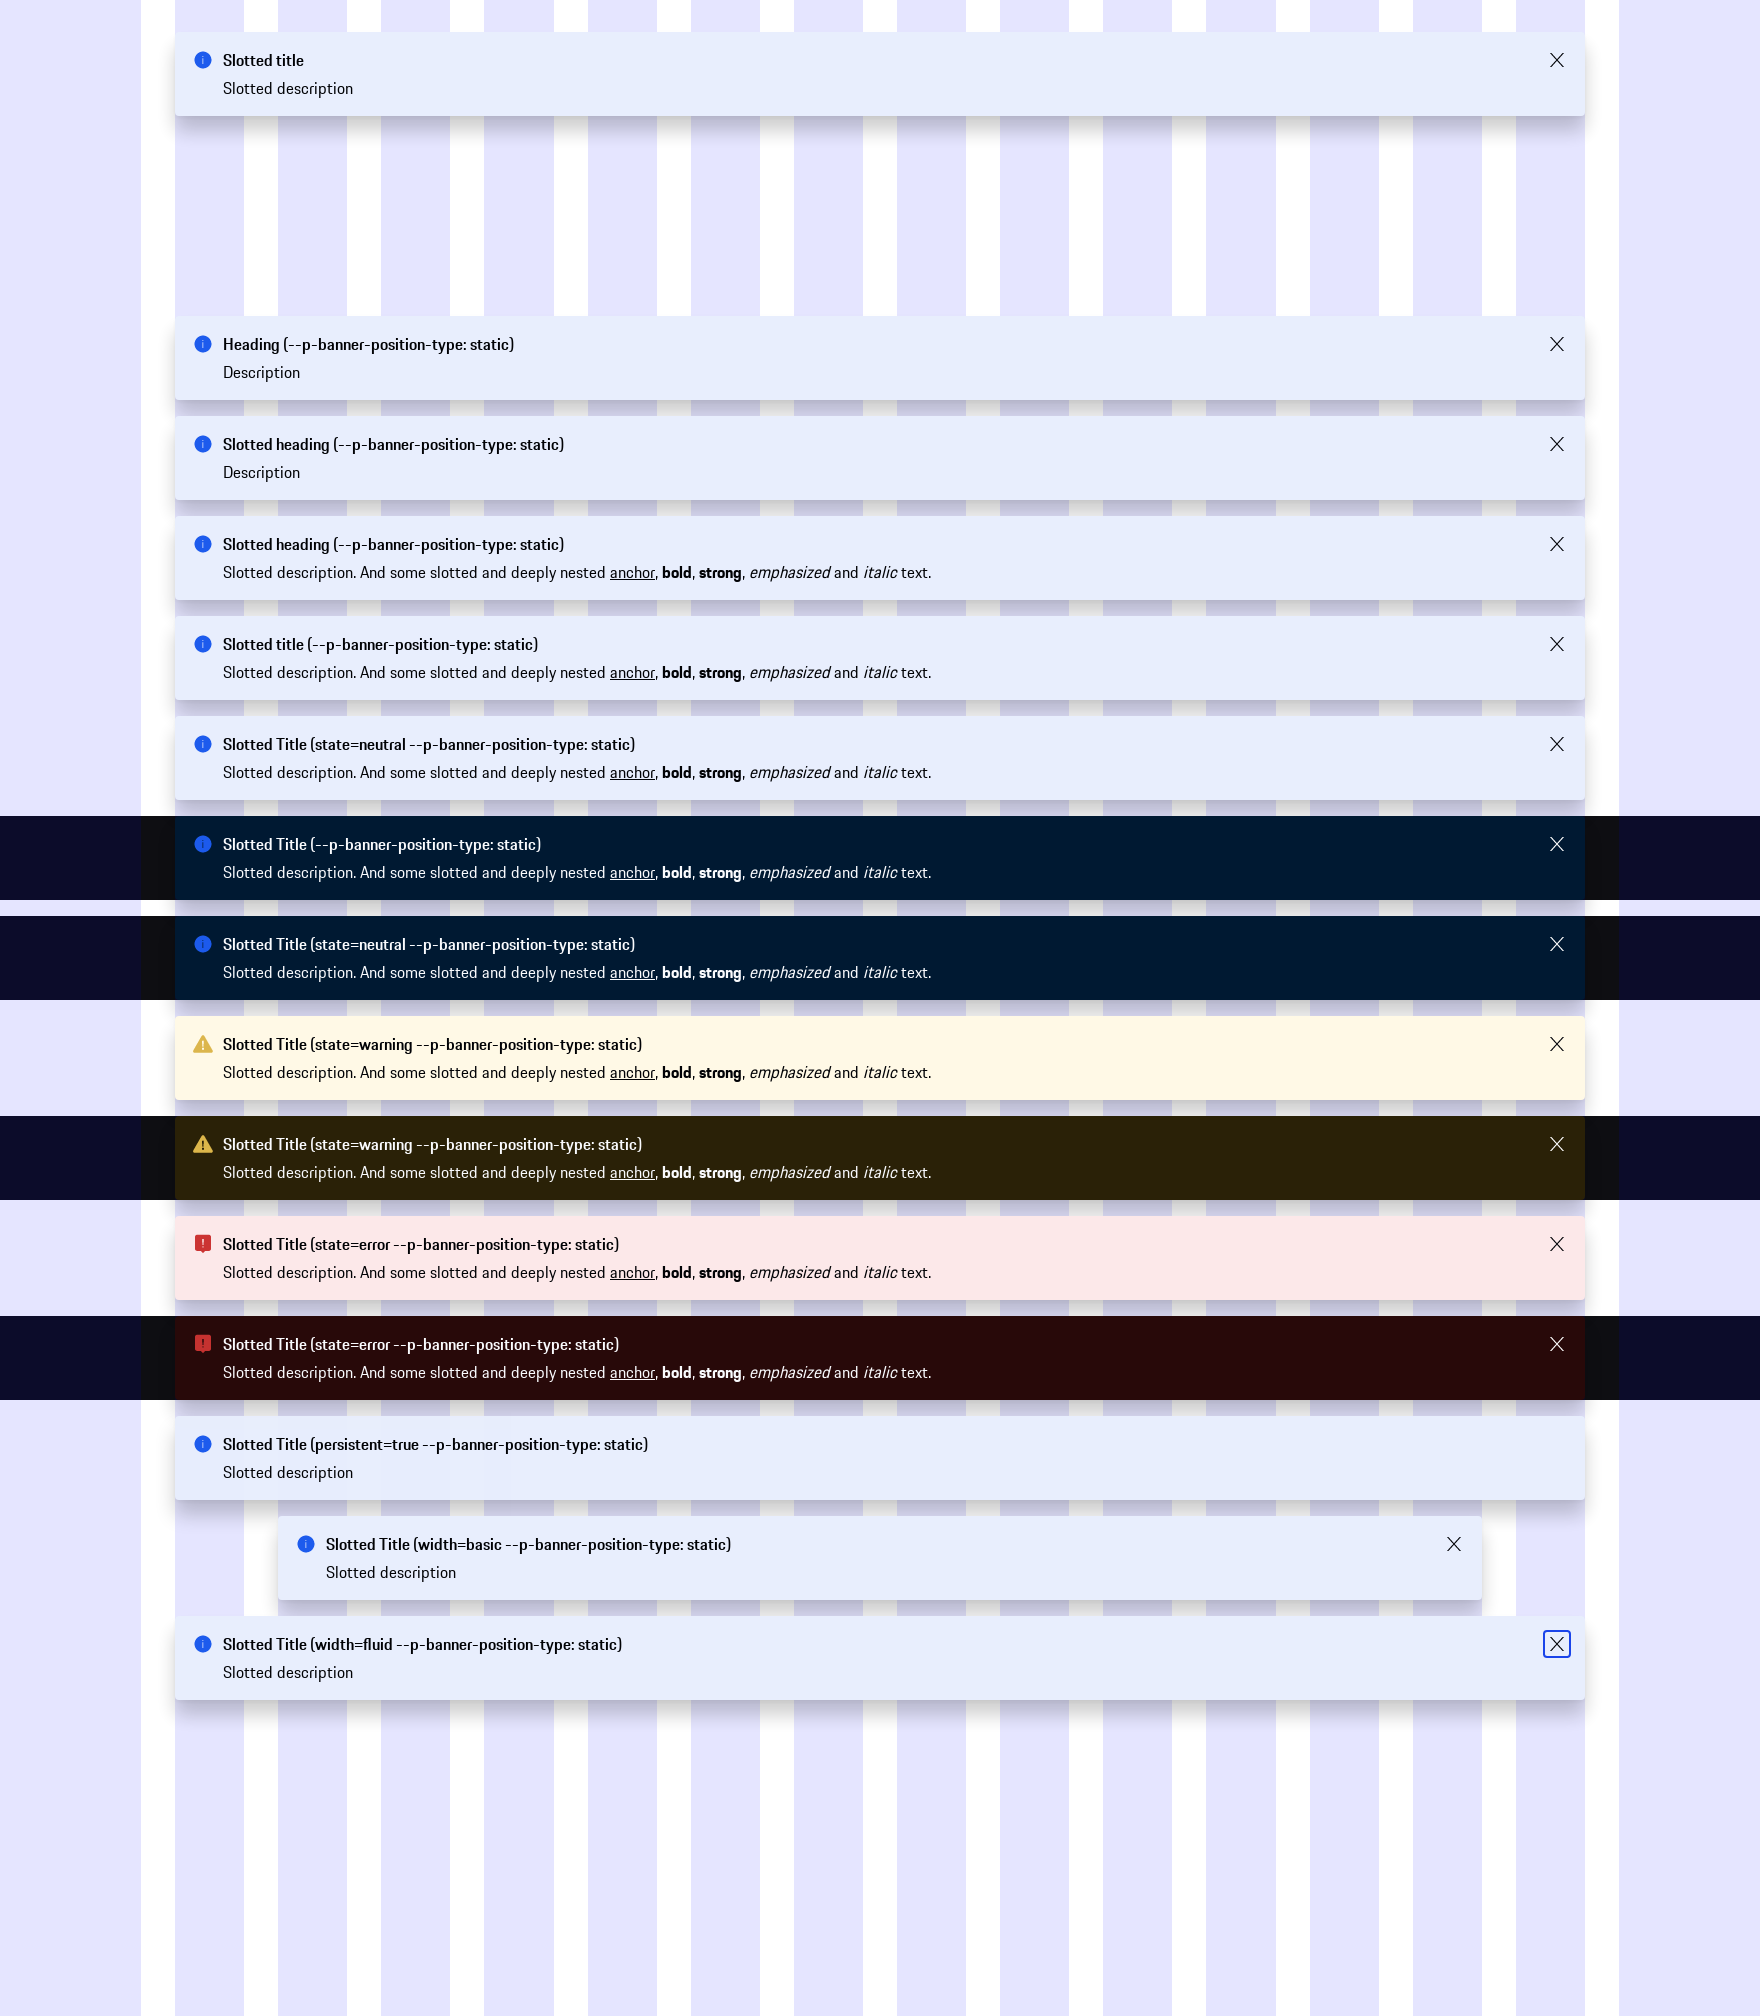 Slotted title
Slotted description
Heading (--p-banner-position-type: static)
Description
Slotted heading (--p-banner-position-type: static)
Description
Slotted heading (--p-banner-position-type: static)
Slotted description. And some slotted and deeply nested anchor, bold, strong, emphasized and italic text.
Slotted title (--p-banner-position-type: static)
Slotted description. And some slotted and deeply nested anchor, bold, strong, emphasized and italic text.
Slotted Title (state=neutral --p-banner-position-type: static)
Slotted description. And some slotted and deeply nested anchor, bold, strong, emphasized and italic text.
Slotted Title (--p-banner-position-type: static)
Slotted description. And some slotted and deeply nested anchor, bold, strong, emphasized and italic text.
Slotted Title (state=neutral --p-banner-position-type: static)
Slotted description. And some slotted and deeply nested anchor, bold, strong, emphasized and italic text.
Slotted Title (state=warning --p-banner-position-type: static)
Slotted description. And some slotted and deeply nested anchor, bold, strong, emphasized and italic text.
Slotted Title (state=warning --p-banner-position-type: static)
Slotted description. And some slotted and deeply nested anchor, bold, strong, emphasized and italic text.
Slotted Title (state=error --p-banner-position-type: static)
Slotted description. And some slotted and deeply nested anchor, bold, strong, emphasized and italic text.
Slotted Title (state=error --p-banner-position-type: static)
Slotted description. And some slotted and deeply nested anchor, bold, strong, emphasized and italic text.
Slotted Title (persistent=true --p-banner-position-type: static)
Slotted description
Slotted Title (width=basic --p-banner-position-type: static)
Slotted description
Slotted Title (width=fluid --p-banner-position-type: static)
Slotted description